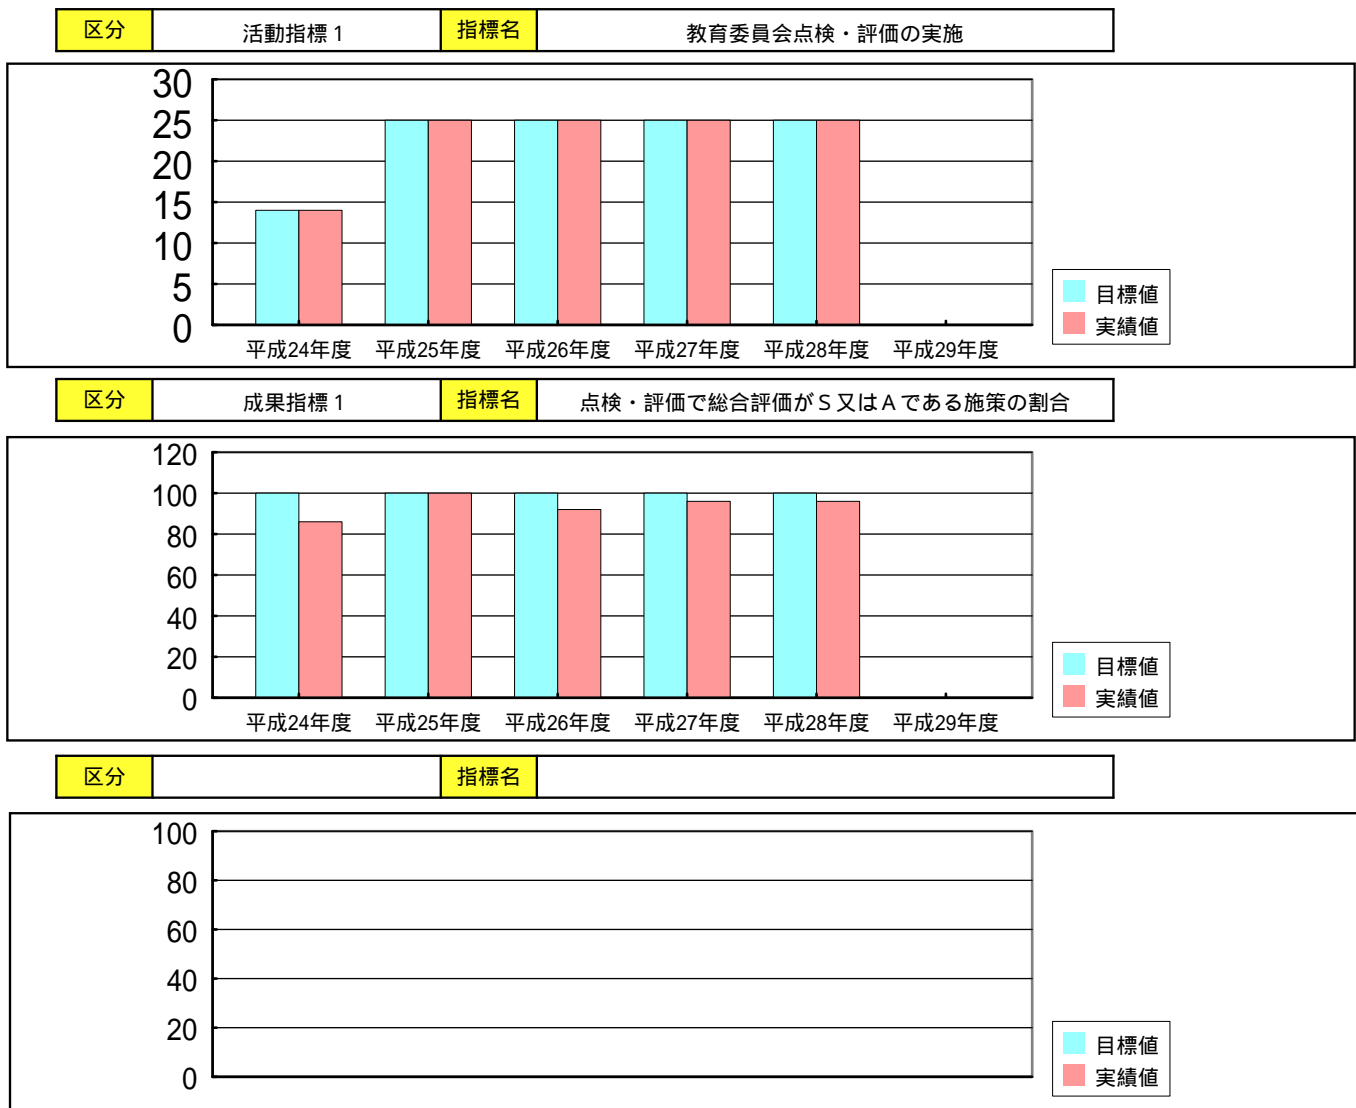 区分 活動指標１ 指標名 教育委員会点検・評価の実施
30
25
20
15
10
5
0
平成24年度 平成25年度 平成26年度 平成27年度 平成28年度 平成29年度
目標値
実績値
区分 成果指標１ 指標名 点検・評価で総合評価がＳ又はＡである施策の割合
120
100
80
60
40
20
0
平成24年度 平成25年度 平成26年度 平成27年度 平成28年度 平成29年度
目標値
実績値
区分 指標名
100
80
60
40
20
0
目標値
実績値